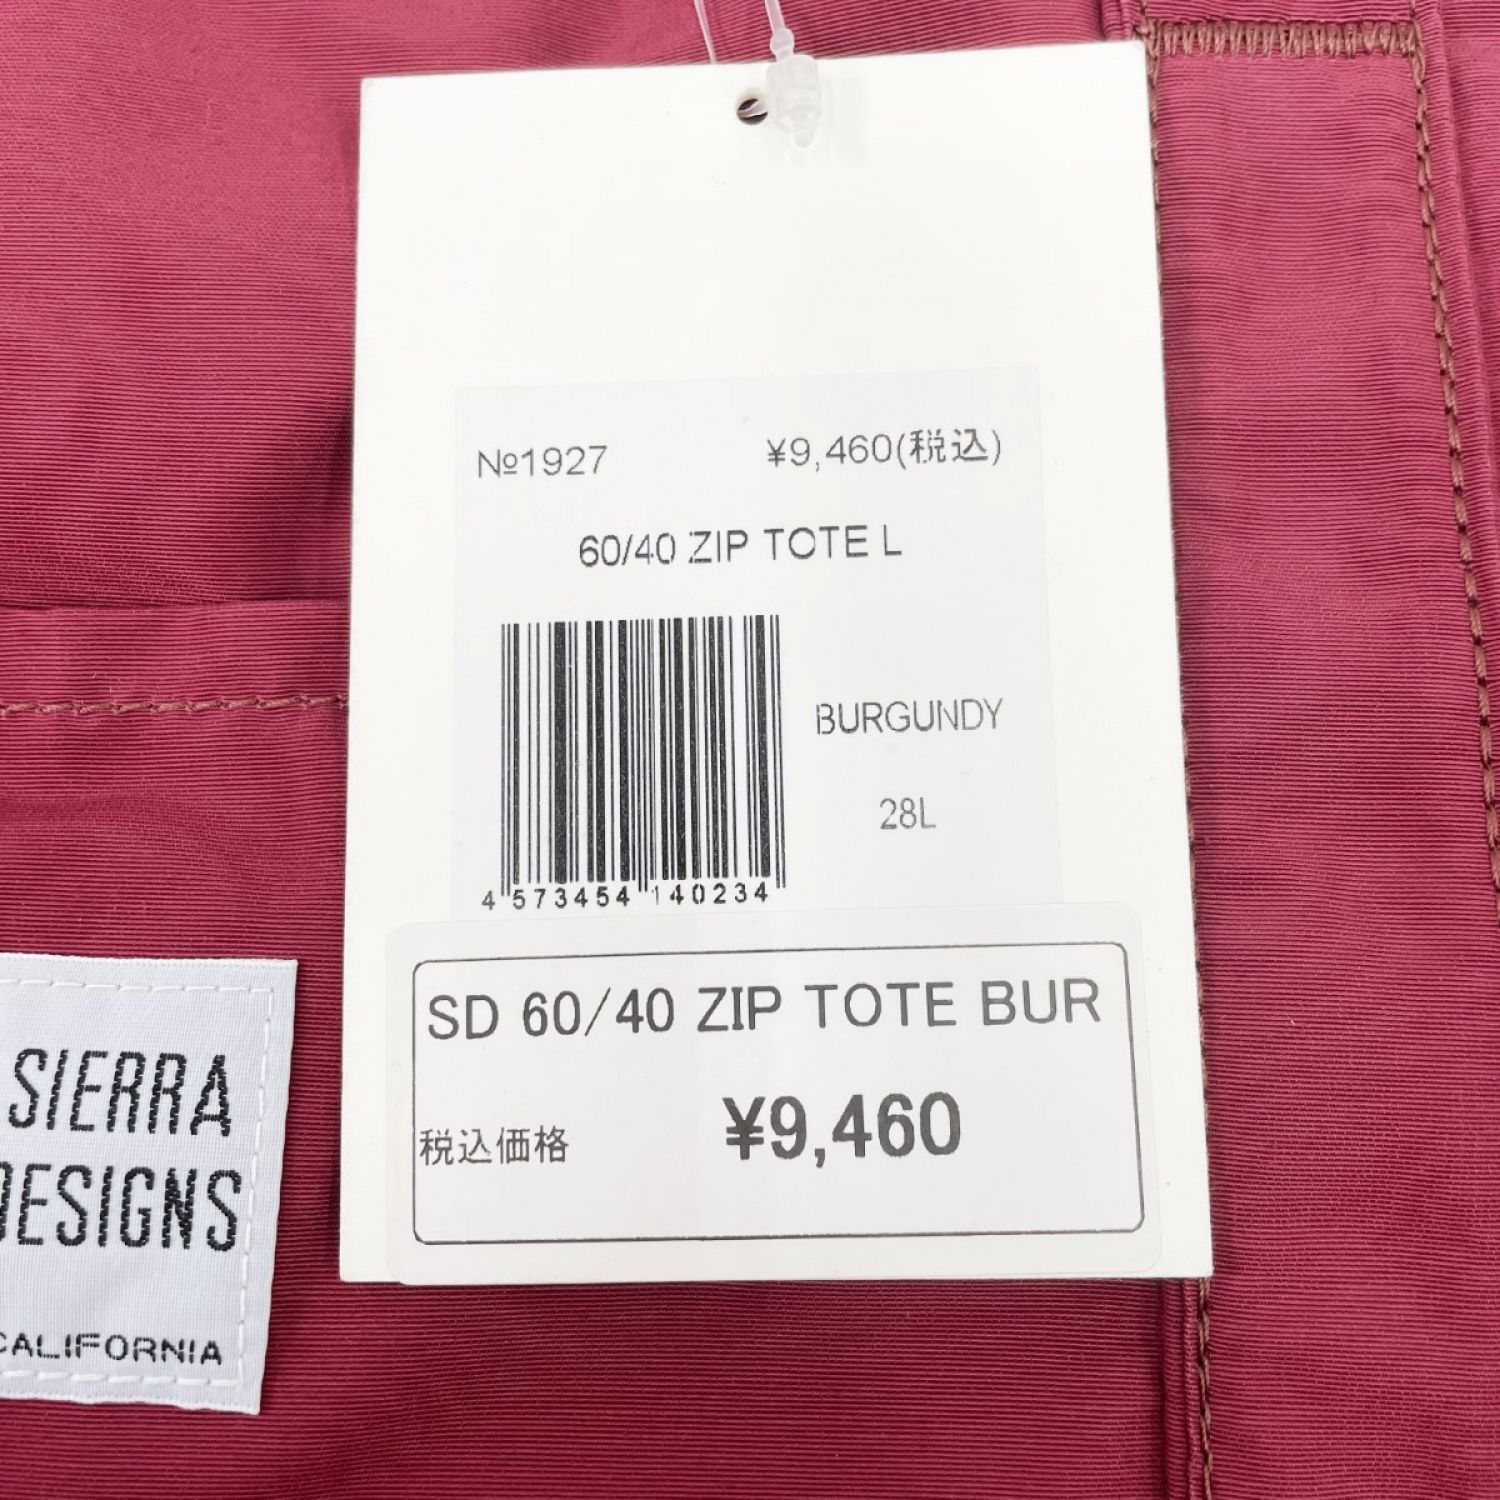 №1927 ¥9,460(税込)
60/40 ZIP TOTE L
BURGUNDY
28L
4 573454 140234
SD 60/40 ZIP TOTE BUR
税込価格 ¥9,460
SIERRA
DESIGNS
CALIFORNIA